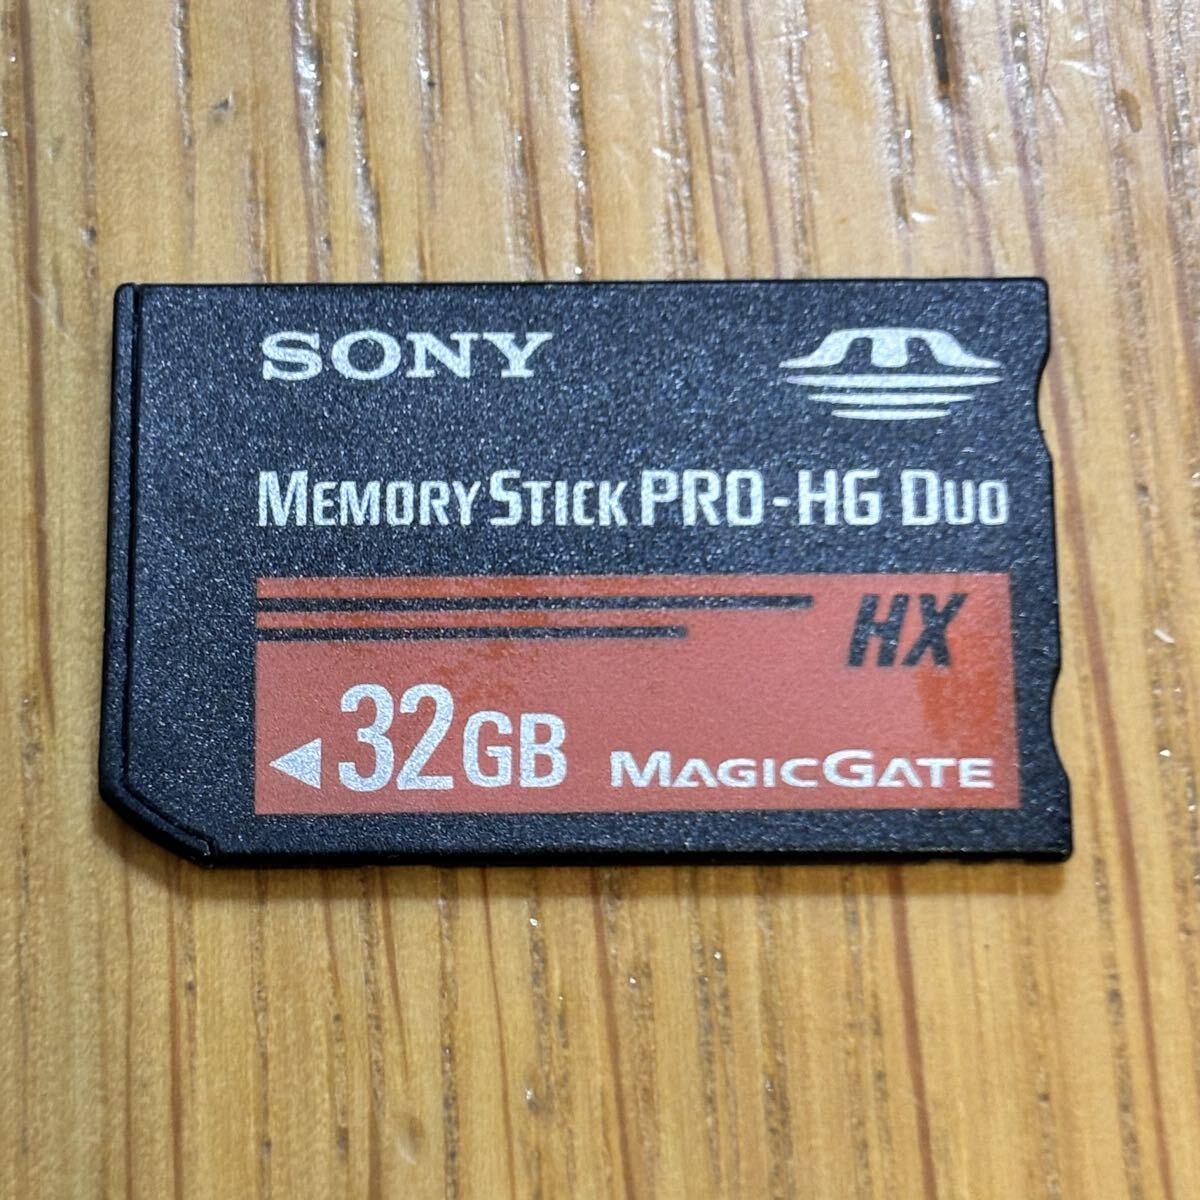 SONY
MEMORY STICK PRO-HG DUO
HX
32GB MAGICGATE